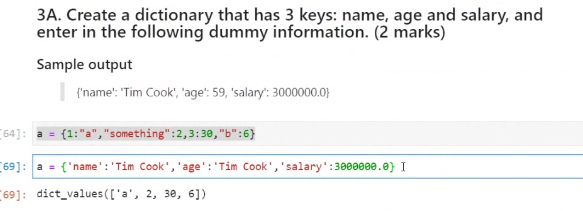 3A. Create a dictionary that has 3 keys: name, age and salary, and
enter in the following dummy information. (2 marks)
Sample output
{'name': 'Tim Cook', 'age': 59, 'salary': 3000000.0}
[64]: a = {1:"a","something":2,3:30,"b":6}
[69]: a = {'name':'Tim Cook','age':'Tim Cook','salary':3000000.0}
[69]: dict_values(['a', 2, 30, 6])